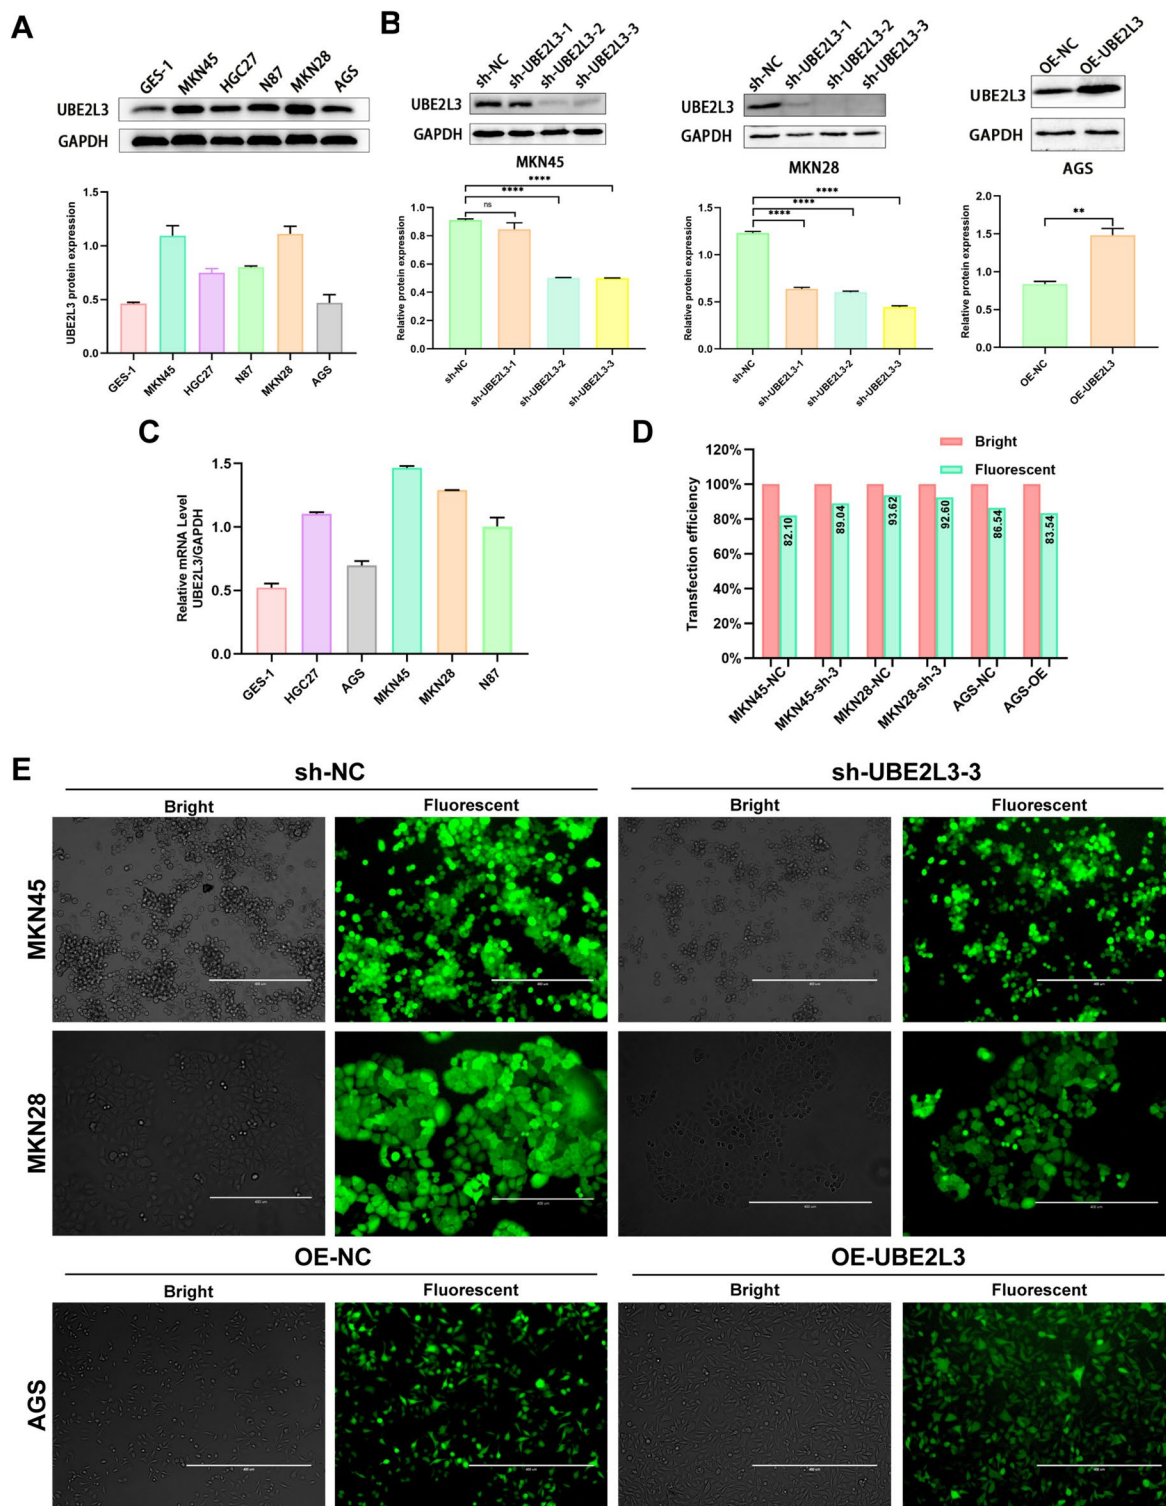 A
GES-1 MKN45 HGC27 N87 MKN28 AGS
UBE2L3
GAPDH
UBE2L3 protein expression
1.5
1.0
0.5
0.0
GES-1 MKN45 HGC27 N87 MKN28 AGS
B
sh-NC sh-UBE2L3-1 sh-UBE2L3-2 sh-UBE2L3-3
UBE2L3
GAPDH
MKN45
Relative protein expression
1.0
0.8
0.6
0.4
0.2
0.0
****
****
ns
sh-NC sh-UBE2L3-1 sh-UBE2L3-2 sh-UBE2L3-3
sh-NC sh-UBE2L3-1 sh-UBE2L3-2 sh-UBE2L3-3
UBE2L3
GAPDH
MKN28
Relative protein expression
1.5
1.0
0.5
0.0
****
****
****
sh-NC sh-UBE2L3-1 sh-UBE2L3-2 sh-UBE2L3-3
OE-NC OE-UBE2L3
UBE2L3
GAPDH
AGS
Relative protein expression
2.0
1.5
1.0
0.5
0.0
**
OE-NC OE-UBE2L3
C
Relative mRNA Level
UBE2L3/GAPDH
1.5
1.0
0.5
0.0
GES-1 HGC27 AGS MKN45 MKN28 N87
D
Bright
Fluorescent
Transfection efficiency
120%
100%
80%
60%
40%
20%
0%
82.10 89.04 93.62 92.60 86.54 83.54
MKN45-NC MKN45-sh-3 MKN28-NC MKN28-sh-3 AGS-NC AGS-OE
E
sh-NC sh-UBE2L3-3
Bright Fluorescent Bright Fluorescent
MKN45
MKN28
OE-NC OE-UBE2L3
Bright Fluorescent Bright Fluorescent
AGS